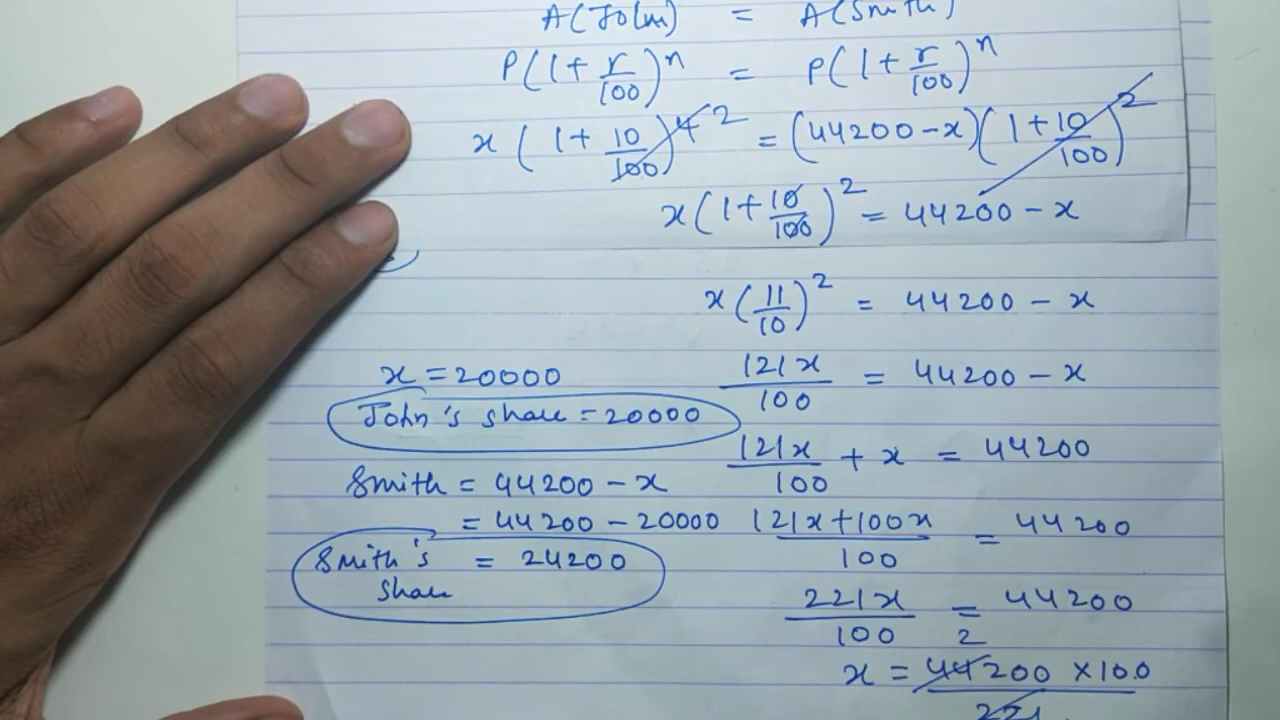 A(John) = A(Smith)
P(1+r/100)^n = P(1+r/100)^n
x(1+10/100)^4 2 = (44200-x)(1+10/100)^2
x(1+10/100)^2 = 44200-x
x(11/10)^2 = 44200-x
121x/100 = 44200-x
121x/100 + x = 44200
121x+100x/100 = 44200
221x/100 = 44200
2
x = 44200 ×100/221
x=20000
John's share=20000
Smith = 44200-x
= 44200-20000
Smith's share = 24200